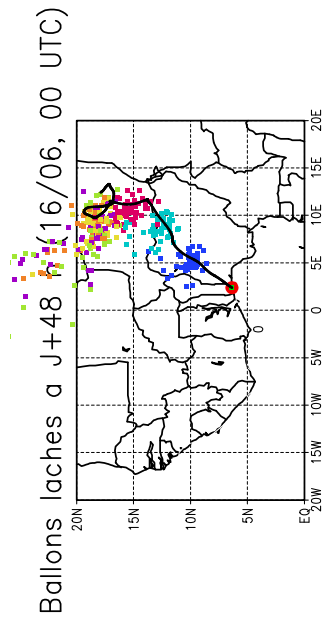 Ballons laches a J+48 h (16/06, 00 UTC)
20N
15N
10N
5N
0
EQ
20W 15W 10W 5W 0 5E 10E 15E 20E